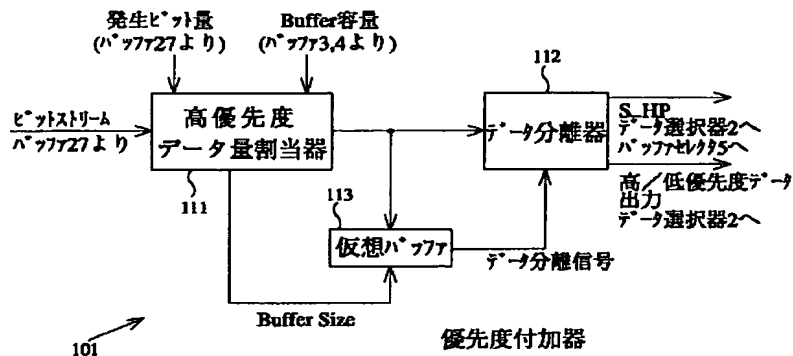 発生ビット量
(バッファ27より)
Buffer容量
(バッファ3,4より)
ビットストリーム
バッファ27より
高優先度
データ量割当器
111
112
データ分離器
S_HP
データ選択器2へ
バッファセレクタ5へ
高／低優先度データ
出力
データ選択器2へ
113
仮想バッファ
データ分離信号
Buffer Size
101
優先度付加器